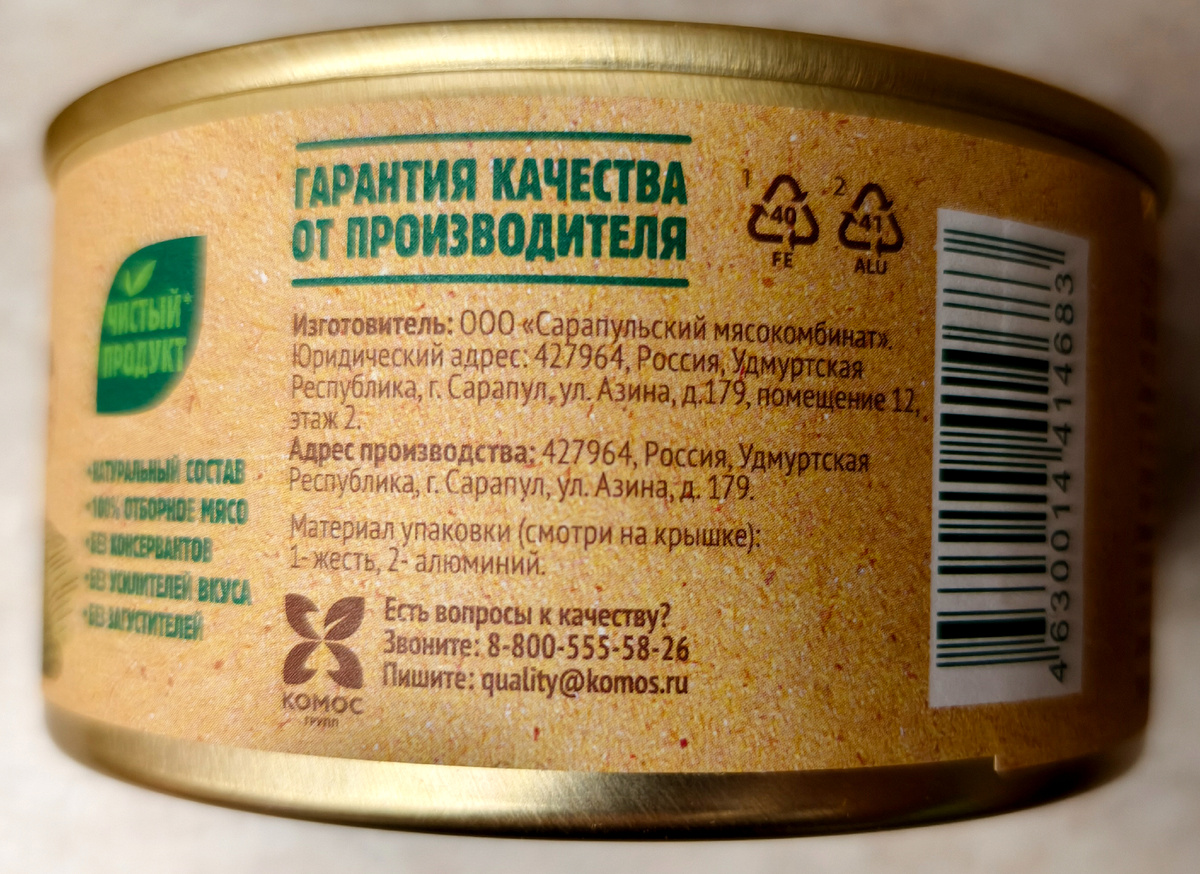 ЧИСТЫЙ*
ПРОДУКТ
•НАТУРАЛЬНЫЙ СОСТАВ
•100% ОТБОРНОЕ МЯСО
•БЕЗ КОНСЕРВАНТОВ
•БЕЗ УСИЛИТЕЛЕЙ ВКУСА
•БЕЗ ЗАГУСТИТЕЛЕЙ
ГАРАНТИЯ КАЧЕСТВА
ОТ ПРОИЗВОДИТЕЛЯ
Изготовитель: ООО «Сарапульский мясокомбинат».
Юридический адрес: 427964, Россия, Удмуртская
Республика, г. Сарапул, ул. Азина, д.179, помещение 12,
этаж 2.
Адрес производства: 427964, Россия, Удмуртская
Республика, г. Сарапул, ул. Азина, д. 179.
Материал упаковки (смотри на крышке):
1- жесть, 2- алюминий.
КОМОС
ГРУПП
Есть вопросы к качеству?
Звоните: 8-800-555-58-26
Пишите: quality@komos.ru
1 2
40 41
FE ALU
4630014414683